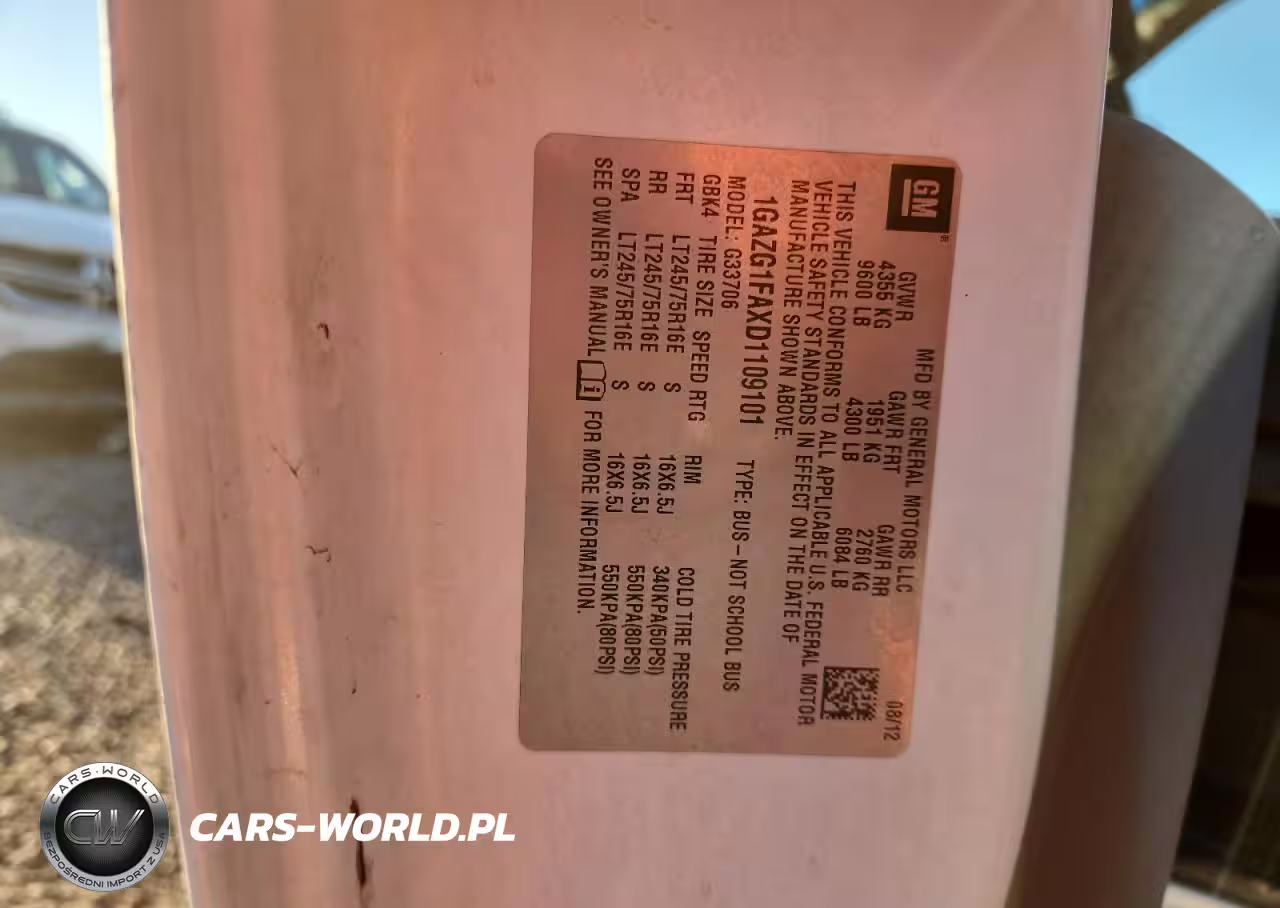 GM®
MFD BY GENERAL MOTORS LLC 08/12
GVWR GAWR FRT GAWR RR
4355 KG 1951 KG 2760 KG
9600 LB 4300 LB 6084 LB
THIS VEHICLE CONFORMS TO ALL APPLICABLE U.S. FEDERAL MOTOR
VEHICLE SAFETY STANDARDS IN EFFECT ON THE DATE OF
MANUFACTURE SHOWN ABOVE.
1GAZG1FAXD1109101 TYPE: BUS-NOT SCHOOL BUS
MODEL: G33706
GBK4 TIRE SIZE SPEED RTG RIM COLD TIRE PRESSURE
FRT LT245/75R16E S 16X6.5J 340KPA(50PSI)
RR LT245/75R16E S 16X6.5J 550KPA(80PSI)
SPA LT245/75R16E S 16X6.5J 550KPA(80PSI)
SEE OWNER'S MANUAL i FOR MORE INFORMATION.
CARS-WORLD
CW
BEZPOŚREDNI IMPORT Z USA
CARS-WORLD.PL